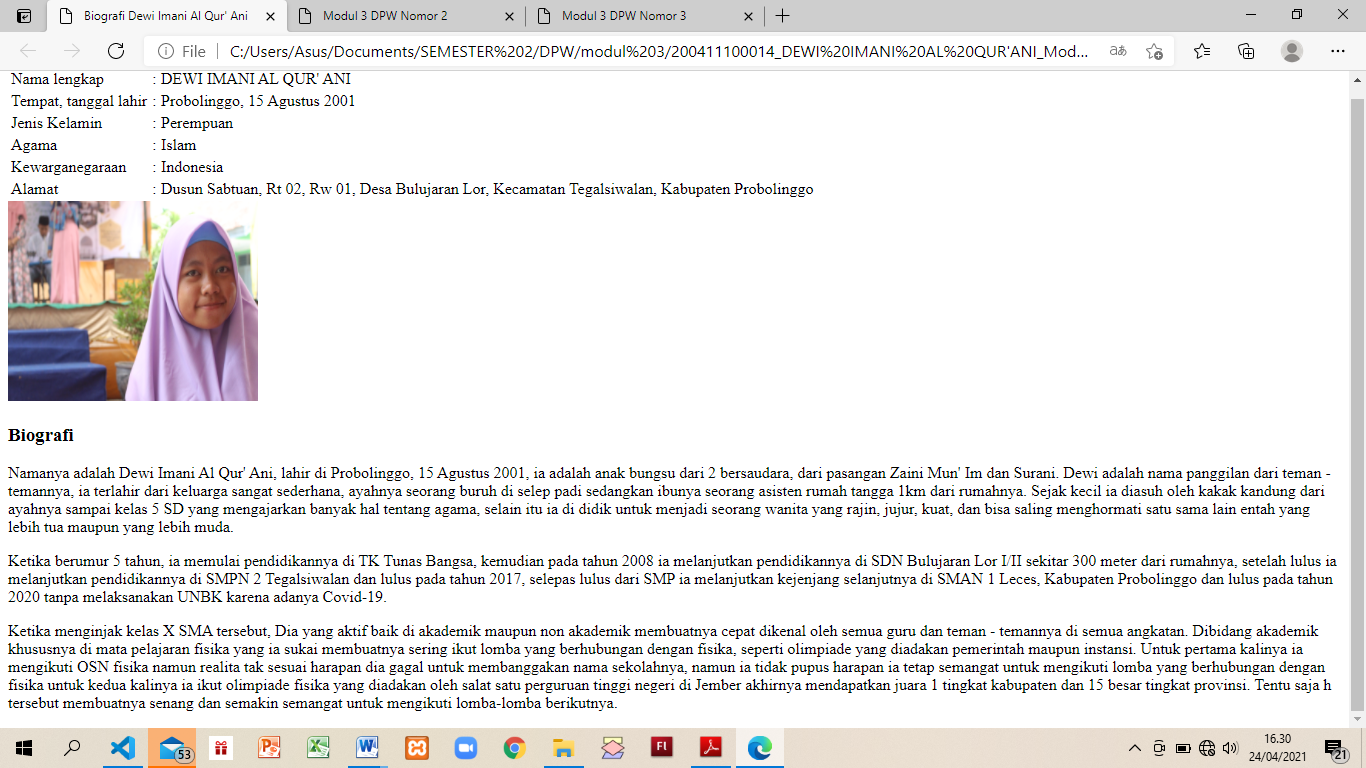 Biografi Dewi Imani Al Qur' Ani
Modul 3 DPW Nomor 2
Modul 3 DPW Nomor 3
File
C:/Users/Asus/Documents/SEMESTER%202/DPW/modul%203/200411100014_DEWI%20IMANI%20AL%20QUR'ANI_Mod...
aあ
Nama lengkap : DEWI IMANI AL QUR' ANI
Tempat, tanggal lahir : Probolinggo, 15 Agustus 2001
Jenis Kelamin : Perempuan
Agama : Islam
Kewarganegaraan : Indonesia
Alamat : Dusun Sabtuan, Rt 02, Rw 01, Desa Bulujaran Lor, Kecamatan Tegalsiwalan, Kabupaten Probolinggo
Biografi
Namanya adalah Dewi Imani Al Qur' Ani, lahir di Probolinggo, 15 Agustus 2001, ia adalah anak bungsu dari 2 bersaudara, dari pasangan Zaini Mun' Im dan Surani. Dewi adalah nama panggilan dari teman -
temannya, ia terlahir dari keluarga sangat sederhana, ayahnya seorang buruh di selep padi sedangkan ibunya seorang asisten rumah tangga 1km dari rumahnya. Sejak kecil ia diasuh oleh kakak kandung dari
ayahnya sampai kelas 5 SD yang mengajarkan banyak hal tentang agama, selain itu ia di didik untuk menjadi seorang wanita yang rajin, jujur, kuat, dan bisa saling menghormati satu sama lain entah yang
lebih tua maupun yang lebih muda.
Ketika berumur 5 tahun, ia memulai pendidikannya di TK Tunas Bangsa, kemudian pada tahun 2008 ia melanjutkan pendidikannya di SDN Bulujaran Lor I/II sekitar 300 meter dari rumahnya, setelah lulus ia
melanjutkan pendidikannya di SMPN 2 Tegalsiwalan dan lulus pada tahun 2017, selepas lulus dari SMP ia melanjutkan kejenjang selanjutnya di SMAN 1 Leces, Kabupaten Probolinggo dan lulus pada tahun
2020 tanpa melaksanakan UNBK karena adanya Covid-19.
Ketika menginjak kelas X SMA tersebut, Dia yang aktif baik di akademik maupun non akademik membuatnya cepat dikenal oleh semua guru dan teman - temannya di semua angkatan. Dibidang akademik
khususnya di mata pelajaran fisika yang ia sukai membuatnya sering ikut lomba yang berhubungan dengan fisika, seperti olimpiade yang diadakan pemerintah maupun instansi. Untuk pertama kalinya ia
mengikuti OSN fisika namun realita tak sesuai harapan dia gagal untuk membanggakan nama sekolahnya, namun ia tidak pupus harapan ia tetap semangat untuk mengikuti lomba yang berhubungan dengan
fisika untuk kedua kalinya ia ikut olimpiade fisika yang diadakan oleh salat satu perguruan tinggi negeri di Jember akhirnya mendapatkan juara 1 tingkat kabupaten dan 15 besar tingkat provinsi. Tentu saja h
tersebut membuatnya senang dan semakin semangat untuk mengikuti lomba-lomba berikutnya.
53
Fl
16.30
24/04/2021
21